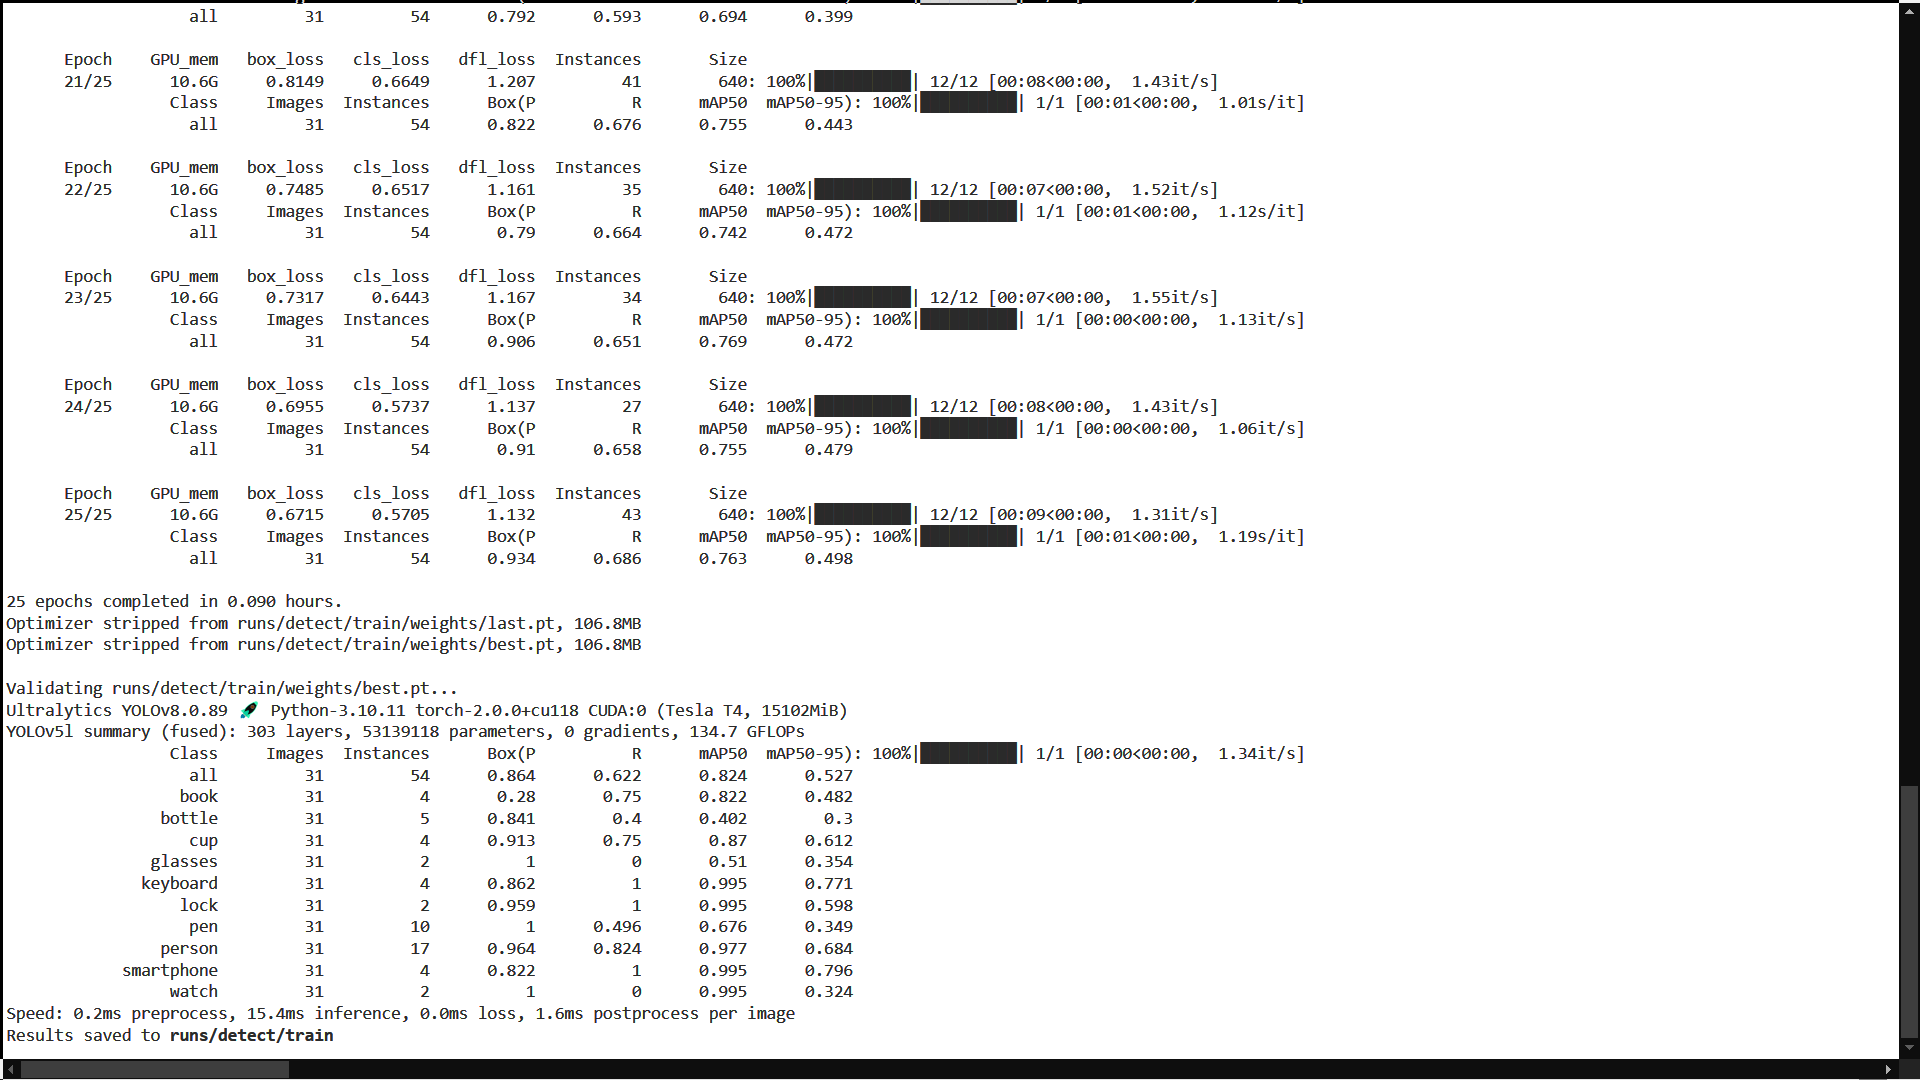 all 31 54 0.792 0.593 0.694 0.399
Epoch GPU_mem box_loss cls_loss dfl_loss Instances Size
21/25 10.6G 0.8149 0.6649 1.207 41 640: 100%|██████████| 12/12 [00:08<00:00, 1.43it/s]
Class Images Instances Box(P R mAP50 mAP50-95): 100%|██████████| 1/1 [00:01<00:00, 1.01s/it]
all 31 54 0.822 0.676 0.755 0.443
Epoch GPU_mem box_loss cls_loss dfl_loss Instances Size
22/25 10.6G 0.7485 0.6517 1.161 35 640: 100%|██████████| 12/12 [00:07<00:00, 1.52it/s]
Class Images Instances Box(P R mAP50 mAP50-95): 100%|██████████| 1/1 [00:01<00:00, 1.12s/it]
all 31 54 0.79 0.664 0.742 0.472
Epoch GPU_mem box_loss cls_loss dfl_loss Instances Size
23/25 10.6G 0.7317 0.6443 1.167 34 640: 100%|██████████| 12/12 [00:07<00:00, 1.55it/s]
Class Images Instances Box(P R mAP50 mAP50-95): 100%|██████████| 1/1 [00:00<00:00, 1.13it/s]
all 31 54 0.906 0.651 0.769 0.472
Epoch GPU_mem box_loss cls_loss dfl_loss Instances Size
24/25 10.6G 0.6955 0.5737 1.137 27 640: 100%|██████████| 12/12 [00:08<00:00, 1.43it/s]
Class Images Instances Box(P R mAP50 mAP50-95): 100%|██████████| 1/1 [00:00<00:00, 1.06it/s]
all 31 54 0.91 0.658 0.755 0.479
Epoch GPU_mem box_loss cls_loss dfl_loss Instances Size
25/25 10.6G 0.6715 0.5705 1.132 43 640: 100%|██████████| 12/12 [00:09<00:00, 1.31it/s]
Class Images Instances Box(P R mAP50 mAP50-95): 100%|██████████| 1/1 [00:01<00:00, 1.19s/it]
all 31 54 0.934 0.686 0.763 0.498
25 epochs completed in 0.090 hours.
Optimizer stripped from runs/detect/train/weights/last.pt, 106.8MB
Optimizer stripped from runs/detect/train/weights/best.pt, 106.8MB
Validating runs/detect/train/weights/best.pt...
Ultralytics YOLOv8.0.89 🚀 Python-3.10.11 torch-2.0.0+cu118 CUDA:0 (Tesla T4, 15102MiB)
YOLOv5l summary (fused): 303 layers, 53139118 parameters, 0 gradients, 134.7 GFLOPs
Class Images Instances Box(P R mAP50 mAP50-95): 100%|██████████| 1/1 [00:00<00:00, 1.34it/s]
all 31 54 0.864 0.622 0.824 0.527
book 31 4 0.28 0.75 0.822 0.482
bottle 31 5 0.841 0.4 0.402 0.3
cup 31 4 0.913 0.75 0.87 0.612
glasses 31 2 1 0 0.51 0.354
keyboard 31 4 0.862 1 0.995 0.771
lock 31 2 0.959 1 0.995 0.598
pen 31 10 1 0.496 0.676 0.349
person 31 17 0.964 0.824 0.977 0.684
smartphone 31 4 0.822 1 0.995 0.796
watch 31 2 1 0 0.995 0.324
Speed: 0.2ms preprocess, 15.4ms inference, 0.0ms loss, 1.6ms postprocess per image
Results saved to runs/detect/train